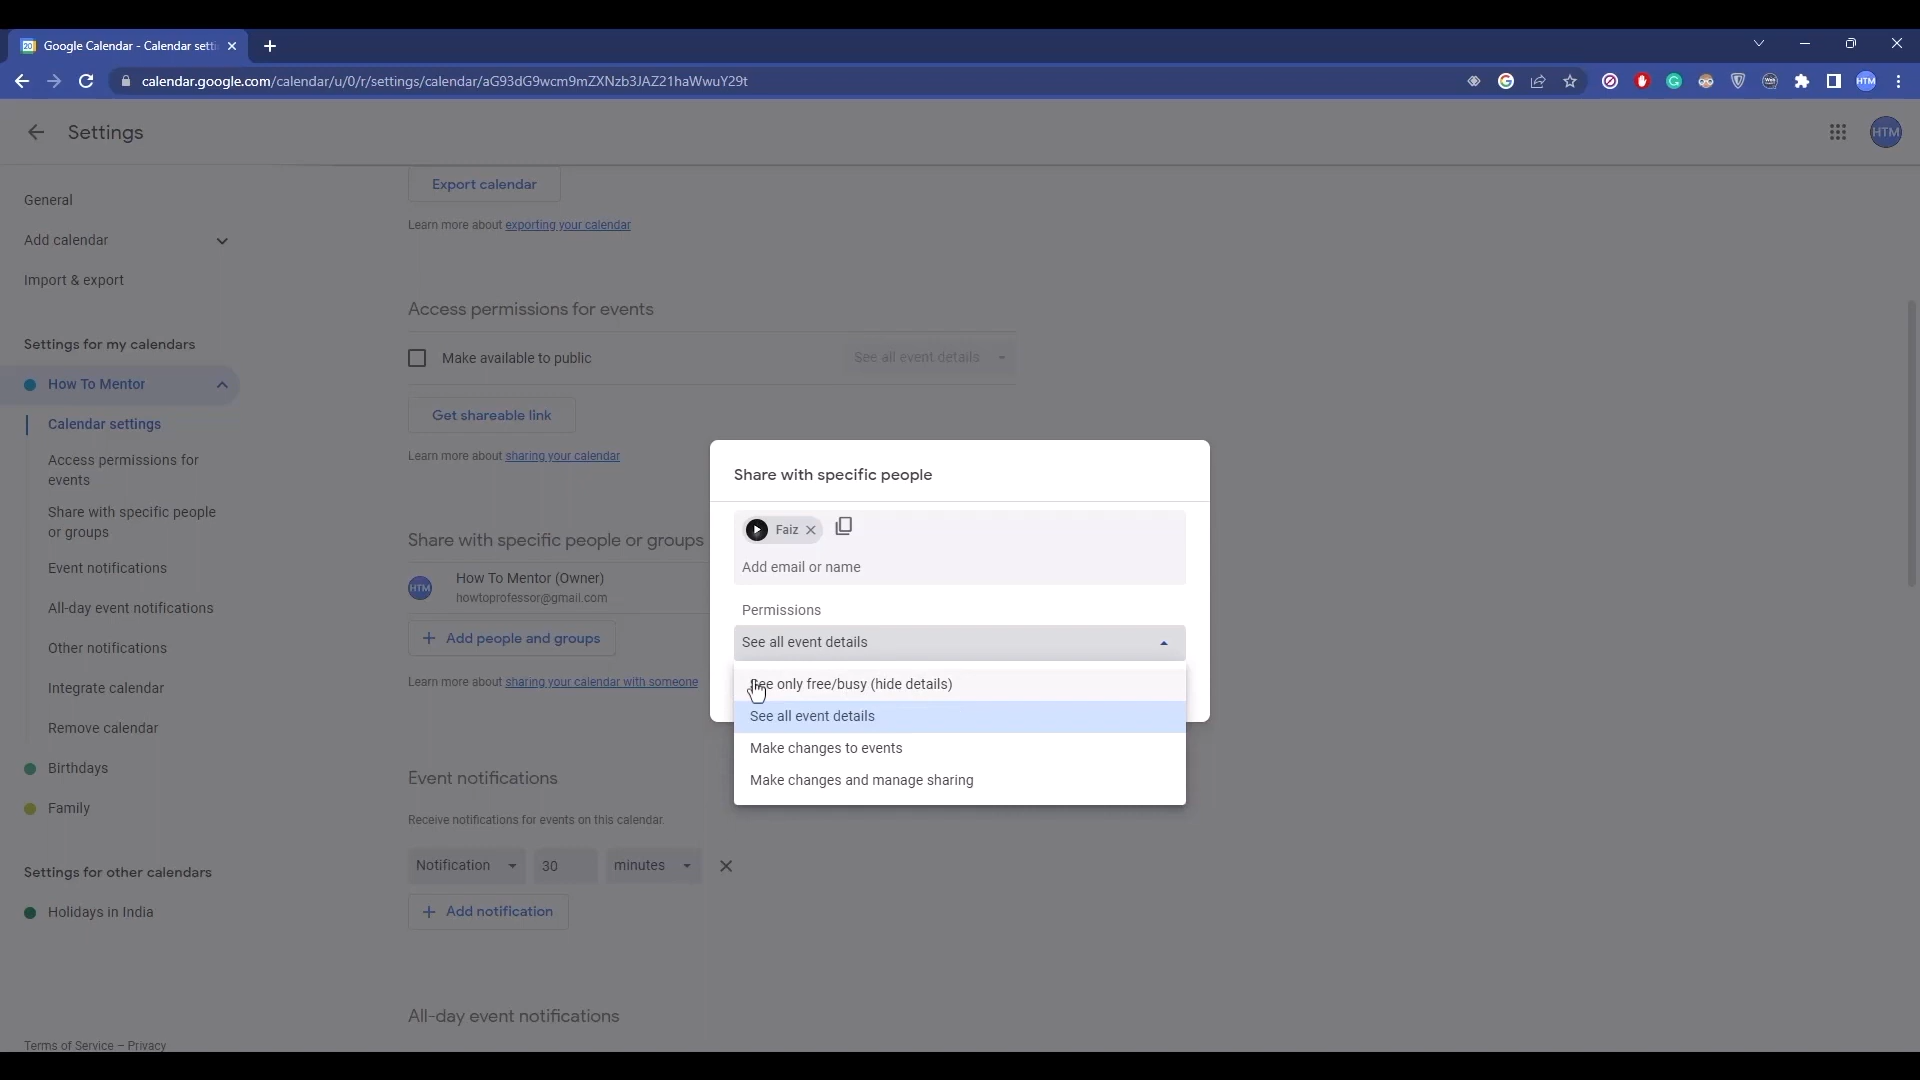 Google Calendar - Calendar setti
calendar.google.com/calendar/u/0/r/settings/calendar/aG93dG9wcm9mZXNzb3JAZ21haWwuY29t
HTM
Settings
HTM
General
Add calendar
Import & export
Settings for my calendars
How To Mentor
Calendar settings
Access permissions for
events
Share with specific people
or groups
Event notifications
All-day event notifications
Other notifications
Integrate calendar
Remove calendar
Birthdays
Family
Settings for other calendars
Holidays in India
Terms of Service – Privacy
Export calendar
Learn more about exporting your calendar
Access permissions for events
Make available to public
See all event details
Get shareable link
Learn more about sharing your calendar
Share with specific people or groups
HTM
How To Mentor (Owner)
howtoprofessor@gmail.com
+ Add people and groups
Learn more about sharing your calendar with someone
Event notifications
Receive notifications for events on this calendar.
Notification 30 minutes
+ Add notification
All-day event notifications
Share with specific people
Faiz
Add email or name
Permissions
See all event details
See only free/busy (hide details)
See all event details
Make changes to events
Make changes and manage sharing